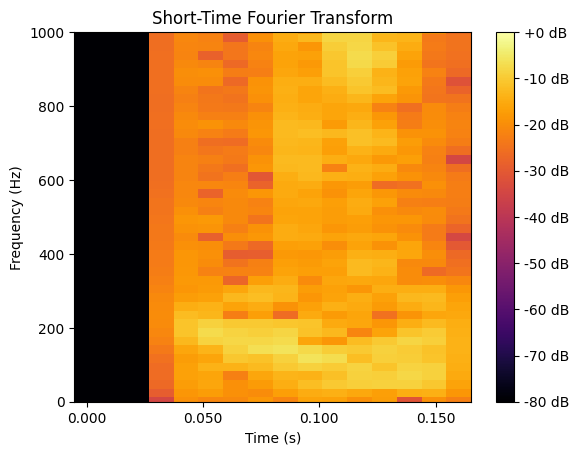 Short-Time Fourier Transform
1000
800
600
400
200
0
Frequency (Hz)
0.000
0.050
0.100
0.150
Time (s)
+0 dB
-10 dB
-20 dB
-30 dB
-40 dB
-50 dB
-60 dB
-70 dB
-80 dB